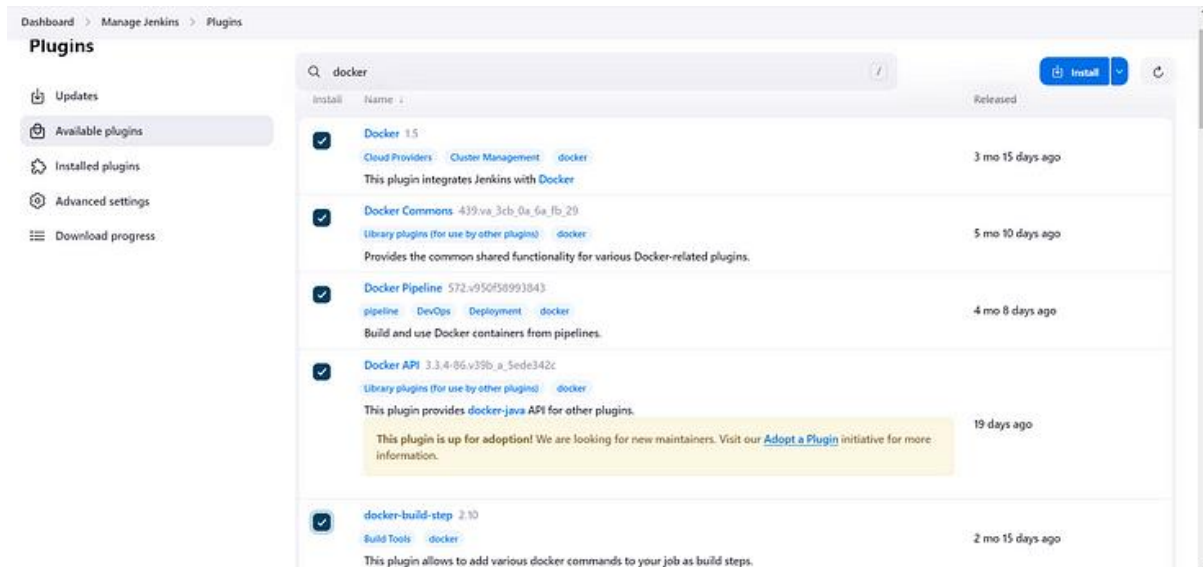 Dashboard > Manage Jenkins > Plugins
Plugins
Updates
Available plugins
Installed plugins
Advanced settings
Download progress
docker
/
Install
Install Name ↓ Released
Docker 1.5
Cloud Providers Cluster Management docker
This plugin integrates Jenkins with Docker
3 mo 15 days ago
Docker Commons 439.va_3cb_0a_6a_fb_29
Library plugins (for use by other plugins) docker
Provides the common shared functionality for various Docker-related plugins.
5 mo 10 days ago
Docker Pipeline 572.v950f58993843
pipeline DevOps Deployment docker
Build and use Docker containers from pipelines.
4 mo 8 days ago
Docker API 3.3.4-86.v39b_a_5ede342c
Library plugins (for use by other plugins) docker
This plugin provides docker-java API for other plugins.
This plugin is up for adoption! We are looking for new maintainers. Visit our Adopt a Plugin initiative for more
information.
19 days ago
docker-build-step 2.10
Build Tools docker
This plugin allows to add various docker commands to your job as build steps.
2 mo 15 days ago